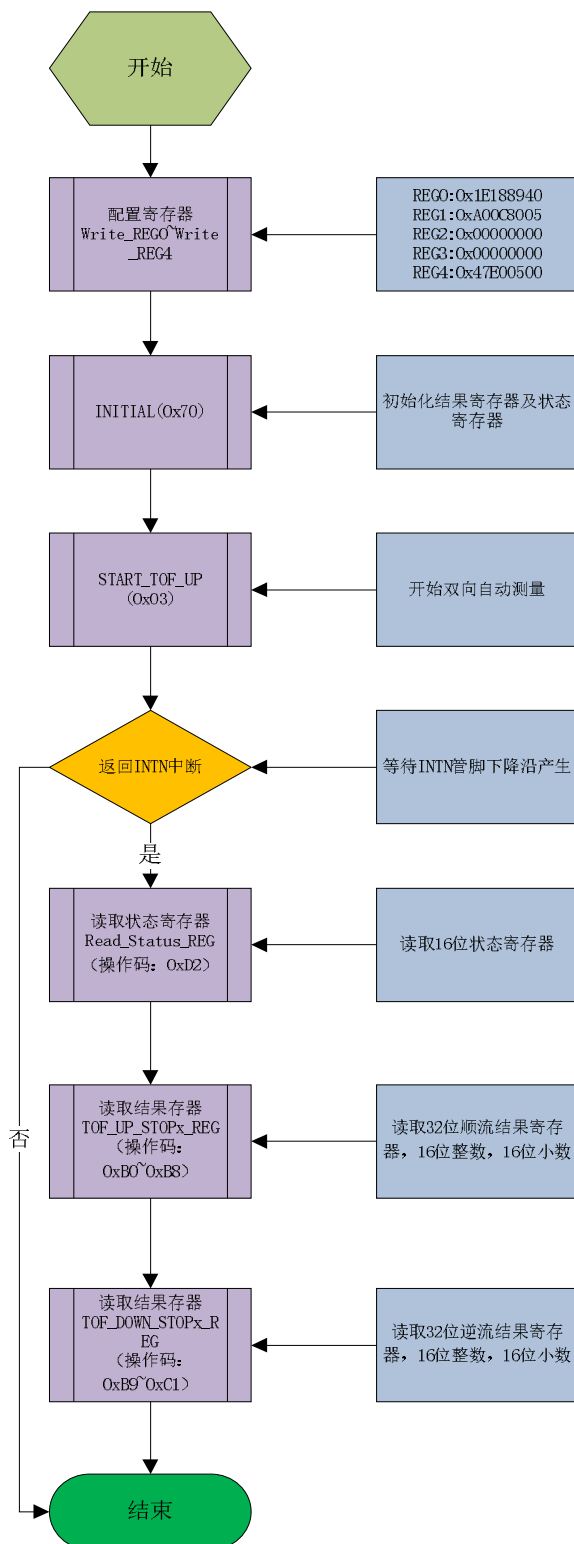 开始
配置寄存器
Write_REG0~Write
_REG4
REG0:0x1E188940
REG1:0xA00C8005
REG2:0x00000000
REG3:0x00000000
REG4:0x47E00500
INITIAL(0x70)
初始化结果寄存器及状态
寄存器
START_TOF_UP
(0x03)
开始双向自动测量
返回INTN中断
等待INTN管脚下降沿产生
是
读取状态寄存器
Read_Status_REG
（操作码：0xD2）
读取16位状态寄存器
否
读取结果存器
TOF_UP_STOPx_REG
（操作码：
0xB0~0xB8）
读取32位顺流结果寄存
器，16位整数，16位小数
读取结果存器
TOF_DOWN_STOPx_R
EG
（操作码：
0xB9~0xC1）
读取32位逆流结果寄存
器，16位整数，16位小数
结束